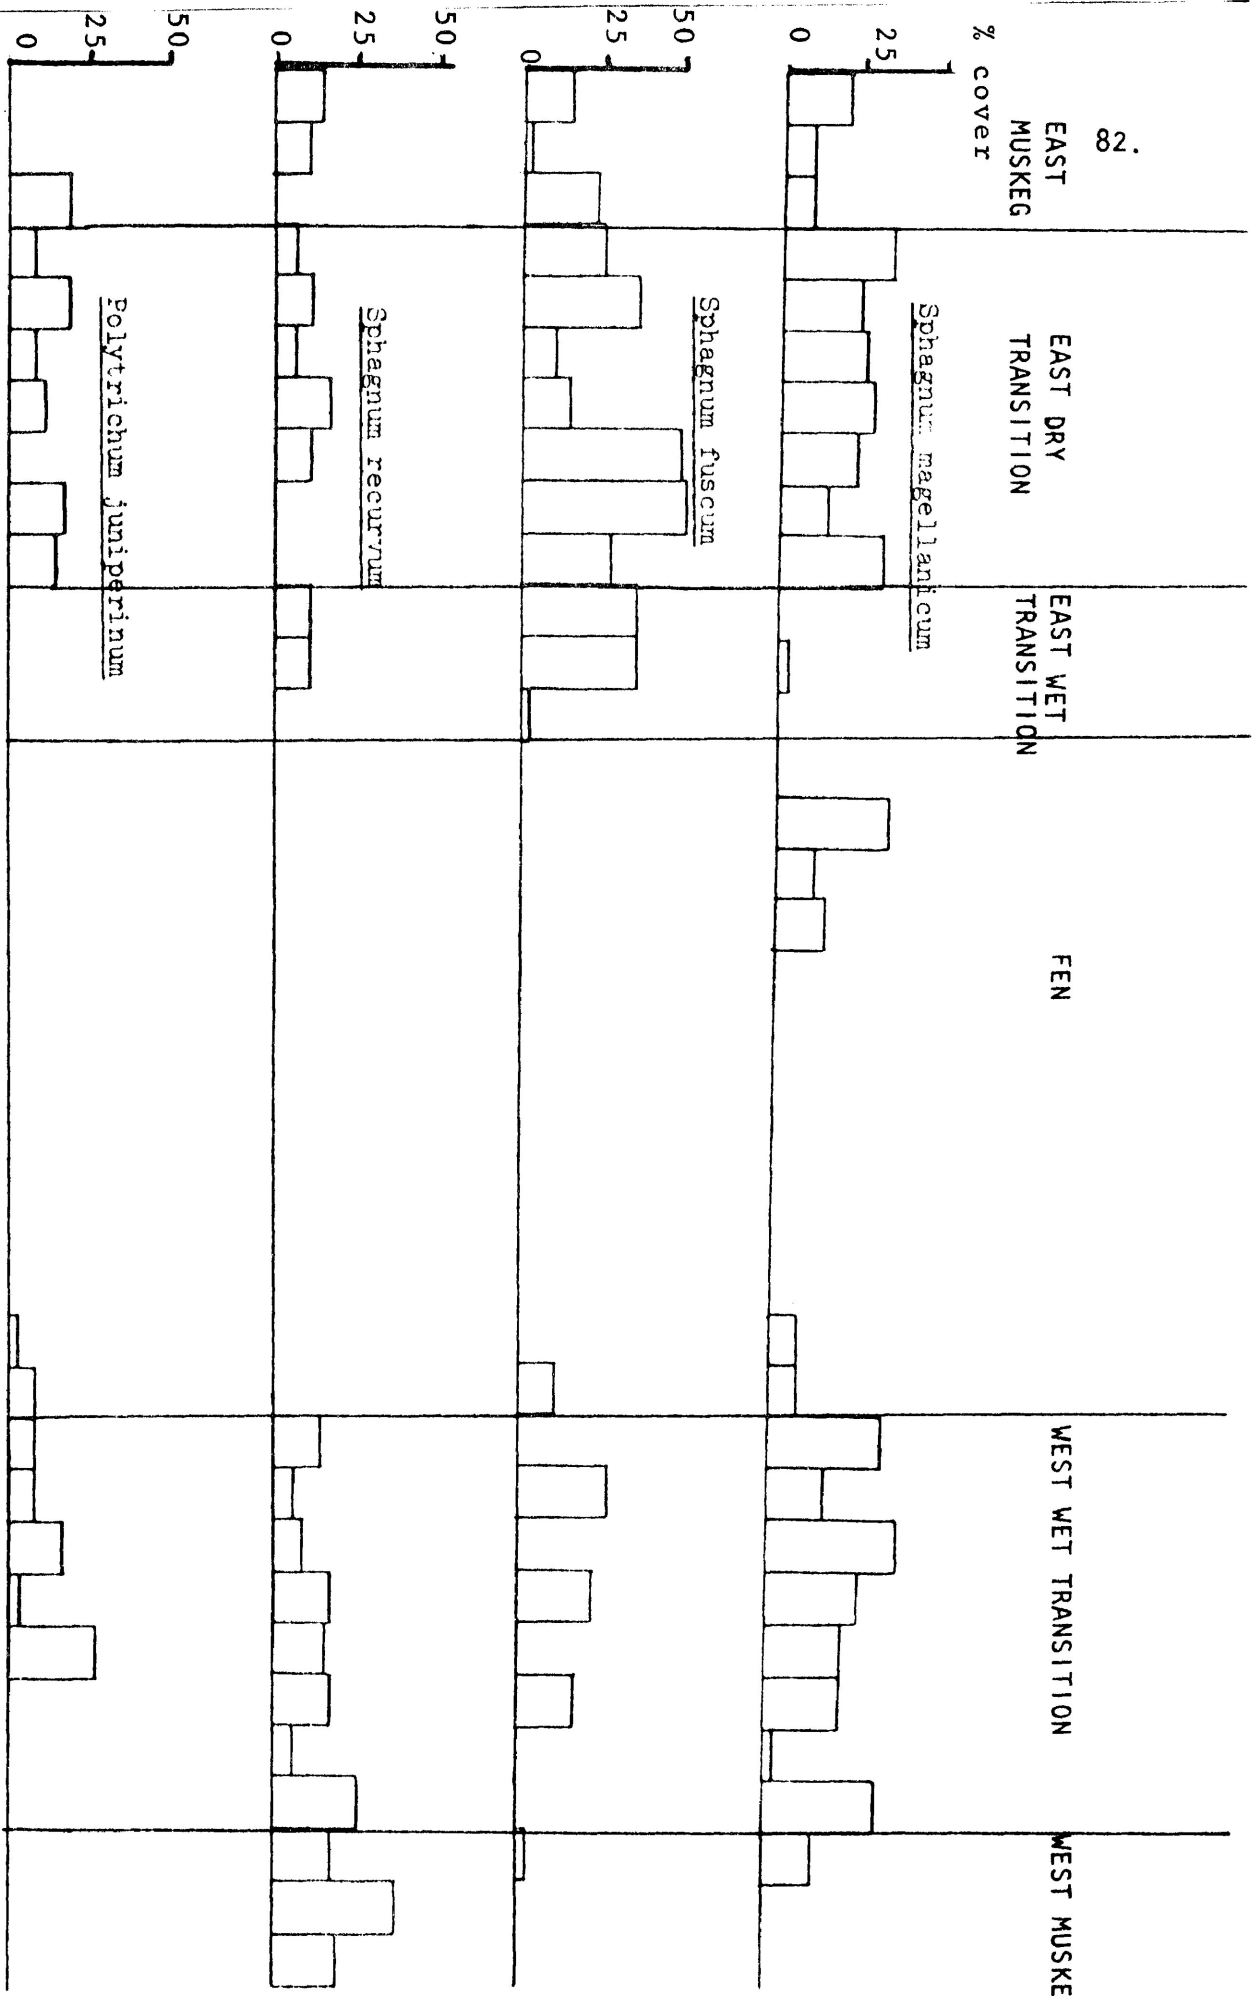 82.
EAST
MUSKEG
EAST DRY
TRANSITION
EAST WET
TRANSITION
FEN
WEST WET TRANSITION
WEST MUSKE
% cover
0 25
Sphagnum magellanicum
0 25 50
Sphagnum fuscum
0 25 50
Sphagnum recurvum
0 25 50
Polytrichum juniperinum